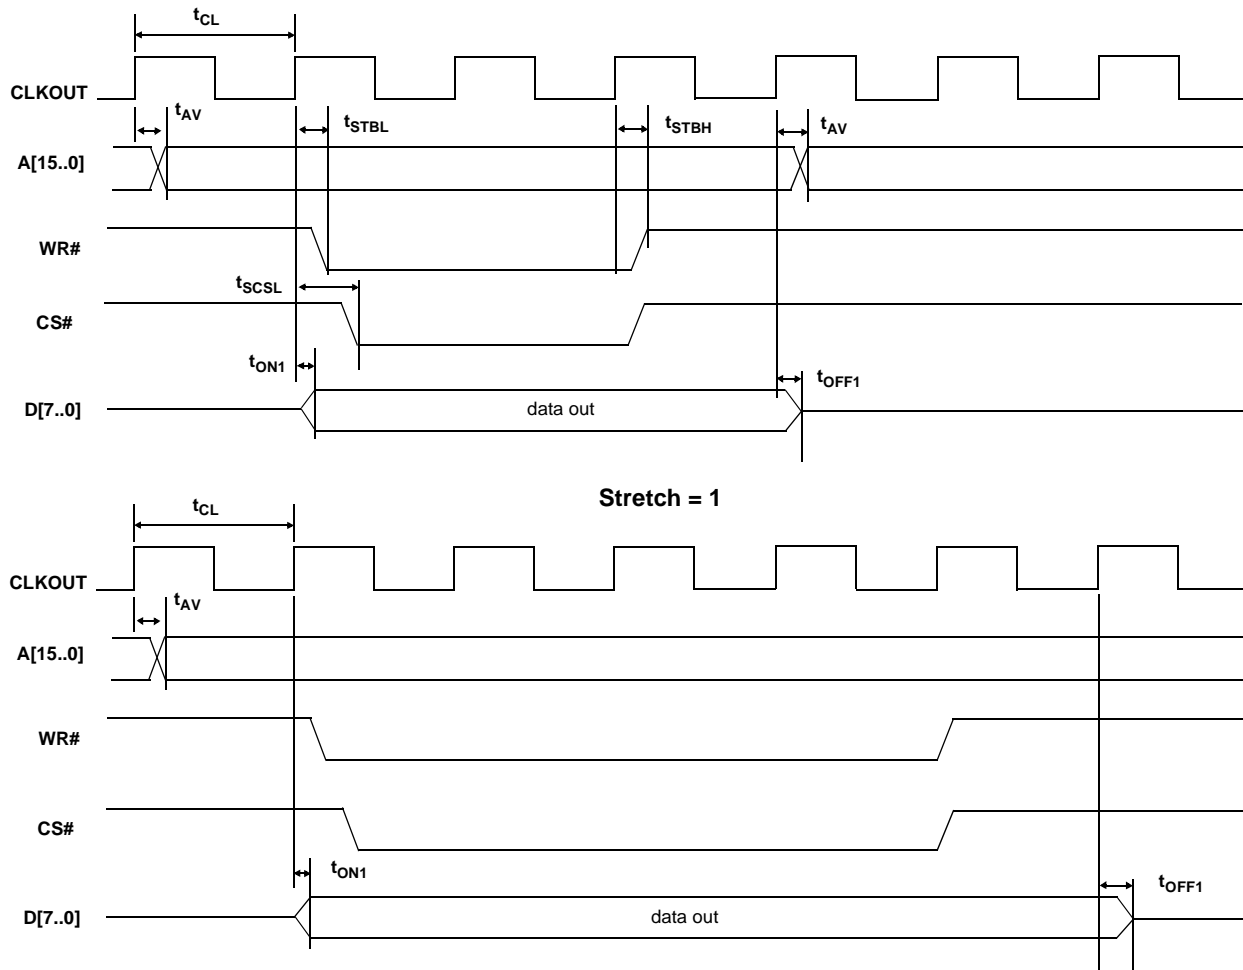 tCL
CLKOUT
tAV
tSTBL
tSTBH
tAV
A[15..0]
WR#
tSCSL
CS#
tON1
tOFF1
D[7..0]
data out
Stretch = 1
tCL
CLKOUT
tAV
A[15..0]
WR#
CS#
tON1
tOFF1
D[7..0]
data out